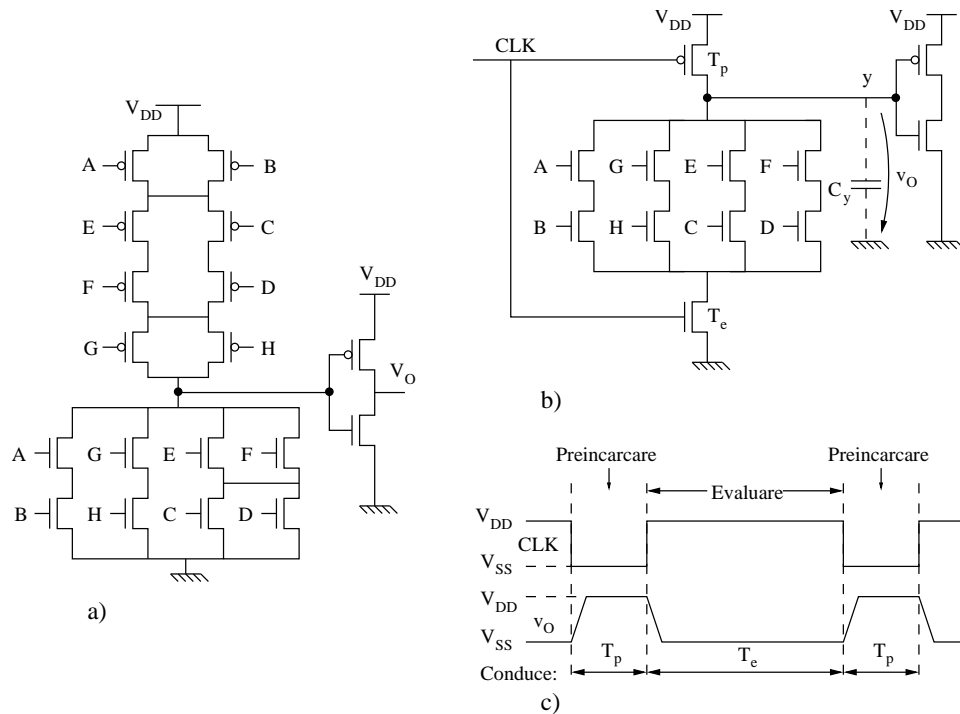 V_DD
A
B
E
C
F
D
G
H
V_DD
V_O
A
G
E
F
B
H
C
D
a)
V_DD
V_DD
CLK
T_p
y
A
G
E
F
C_y
v_O
B
H
C
D
T_e
b)
Preincarcare
Preincarcare
Evaluare
V_DD
CLK
V_SS
V_DD
v_O
V_SS
T_p
T_e
T_p
Conduce:
c)